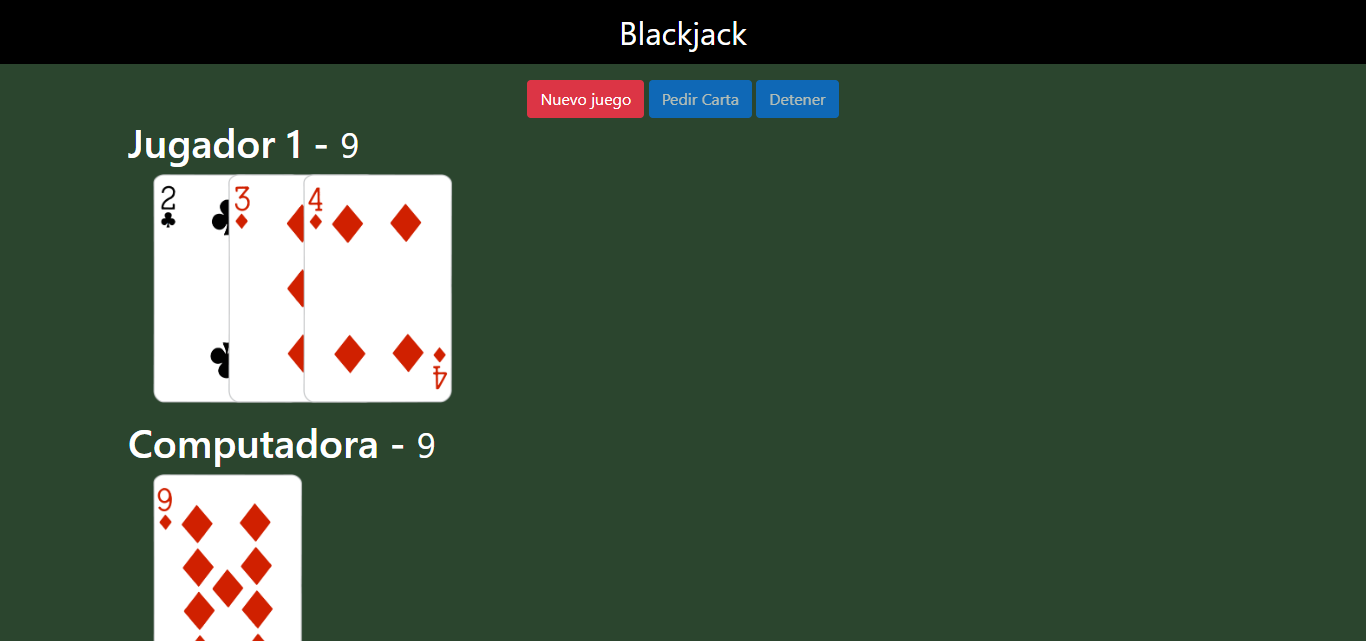 Blackjack
Nuevo juego Pedir Carta Detener
Jugador 1 - 9
2 3 4
4
Computadora - 9
9